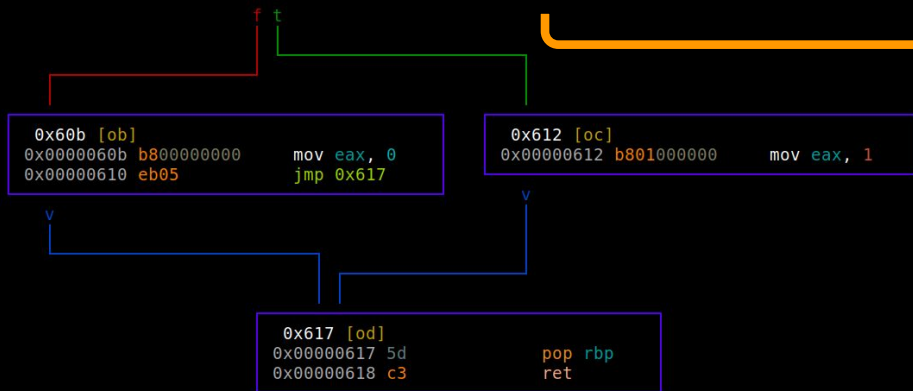 f t
0x60b [ob]
0x0000060b b800000000 mov eax, 0
0x00000610 eb05 jmp 0x617
0x612 [oc]
0x00000612 b801000000 mov eax, 1
v
v
0x617 [od]
0x00000617 5d pop rbp
0x00000618 c3 ret